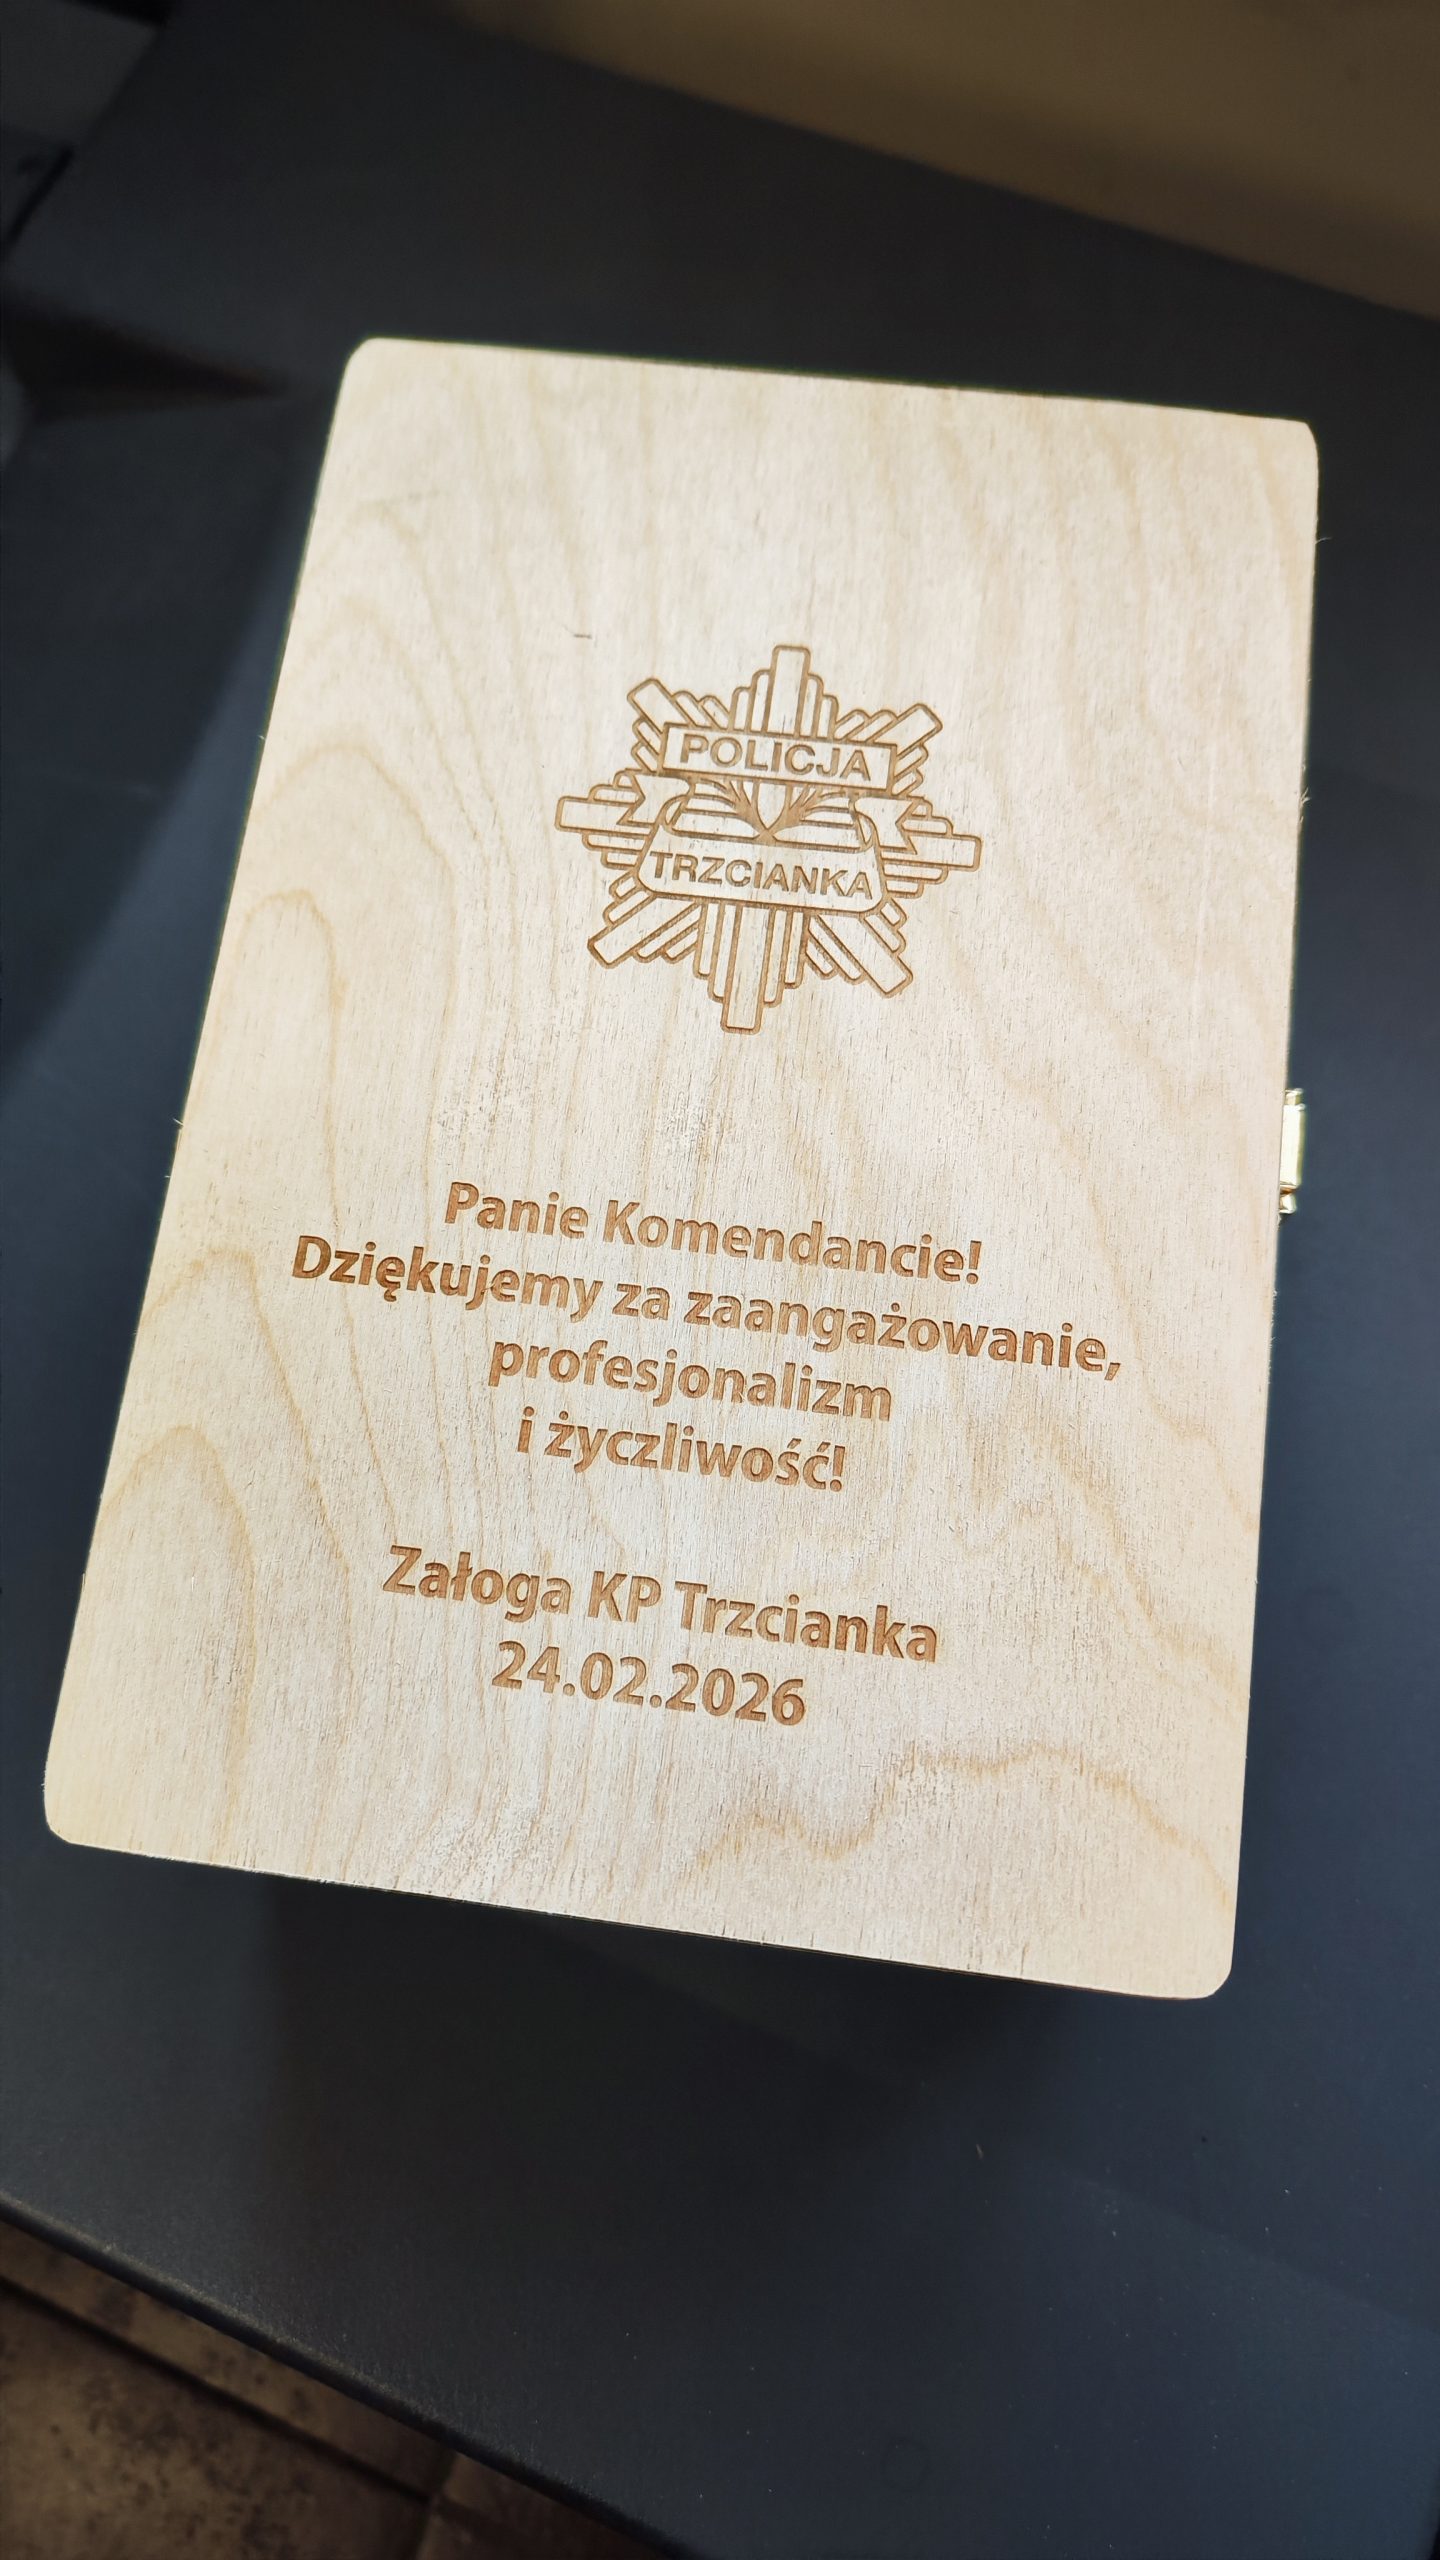 POLICJA
TRZCIANKA
Panie Komendancie!
Dziękujemy za zaangażowanie,
profesjonalizm
i życzliwość!
Załoga KP Trzcianka
24.02.2026